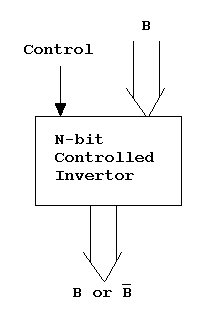 B
Control
N-bit
Controlled
Invertor
B or B̅